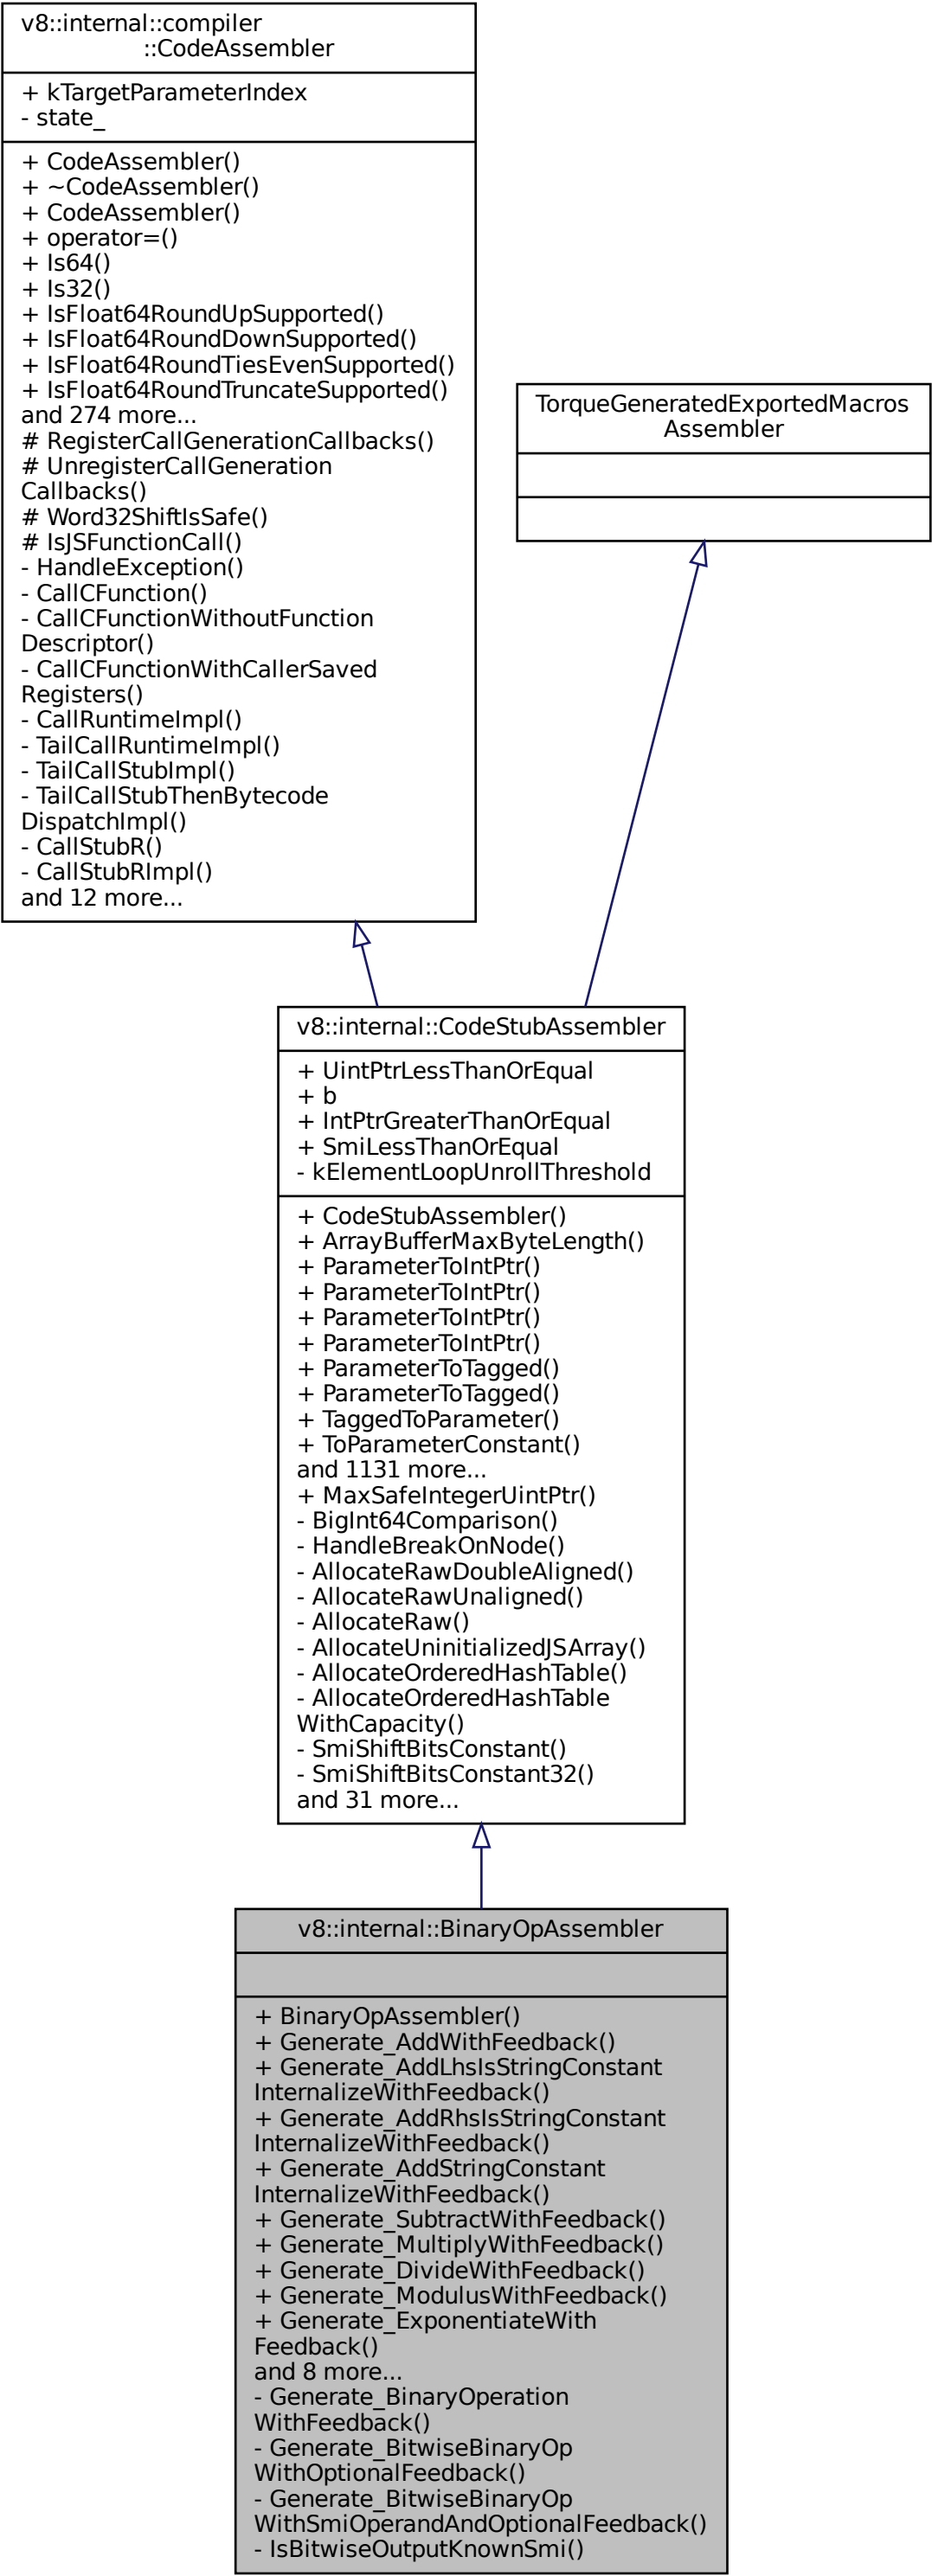 v8::internal::compiler
::CodeAssembler
+ kTargetParameterIndex
- state_
+ CodeAssembler()
+ ~CodeAssembler()
+ CodeAssembler()
+ operator=()
+ Is64()
+ Is32()
+ IsFloat64RoundUpSupported()
+ IsFloat64RoundDownSupported()
+ IsFloat64RoundTiesEvenSupported()
+ IsFloat64RoundTruncateSupported()
and 274 more...
# RegisterCallGenerationCallbacks()
# UnregisterCallGeneration
Callbacks()
# Word32ShiftIsSafe()
# IsJSFunctionCall()
- HandleException()
- CallCFunction()
- CallCFunctionWithoutFunction
Descriptor()
- CallCFunctionWithCallerSaved
Registers()
- CallRuntimeImpl()
- TailCallRuntimeImpl()
- TailCallStubImpl()
- TailCallStubThenBytecode
DispatchImpl()
- CallStubR()
- CallStubRImpl()
and 12 more...
TorqueGeneratedExportedMacros
Assembler
v8::internal::CodeStubAssembler
+ UintPtrLessThanOrEqual
+ b
+ IntPtrGreaterThanOrEqual
+ SmiLessThanOrEqual
- kElementLoopUnrollThreshold
+ CodeStubAssembler()
+ ArrayBufferMaxByteLength()
+ ParameterToIntPtr()
+ ParameterToIntPtr()
+ ParameterToIntPtr()
+ ParameterToIntPtr()
+ ParameterToTagged()
+ ParameterToTagged()
+ TaggedToParameter()
+ ToParameterConstant()
and 1131 more...
+ MaxSafeIntegerUintPtr()
- BigInt64Comparison()
- HandleBreakOnNode()
- AllocateRawDoubleAligned()
- AllocateRawUnaligned()
- AllocateRaw()
- AllocateUninitializedJSArray()
- AllocateOrderedHashTable()
- AllocateOrderedHashTable
WithCapacity()
- SmiShiftBitsConstant()
- SmiShiftBitsConstant32()
and 31 more...
v8::internal::BinaryOpAssembler
+ BinaryOpAssembler()
+ Generate_AddWithFeedback()
+ Generate_AddLhsIsStringConstant
InternalizeWithFeedback()
+ Generate_AddRhsIsStringConstant
InternalizeWithFeedback()
+ Generate_AddStringConstant
InternalizeWithFeedback()
+ Generate_SubtractWithFeedback()
+ Generate_MultiplyWithFeedback()
+ Generate_DivideWithFeedback()
+ Generate_ModulusWithFeedback()
+ Generate_ExponentiateWith
Feedback()
and 8 more...
- Generate_BinaryOperation
WithFeedback()
- Generate_BitwiseBinaryOp
WithOptionalFeedback()
- Generate_BitwiseBinaryOp
WithSmiOperandAndOptionalFeedback()
- IsBitwiseOutputKnownSmi()